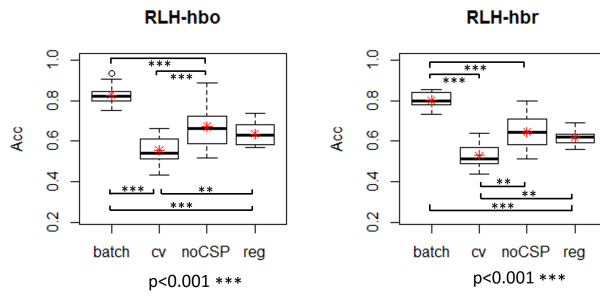 RLH-hbo
Acc
1.0
0.8
0.6
0.4
0.2
***
***
***
**
***
batch cv noCSP reg
p<0.001 ***
RLH-hbr
Acc
1.0
0.8
0.6
0.4
0.2
***
***
**
**
***
batch cv noCSP reg
p<0.001 ***